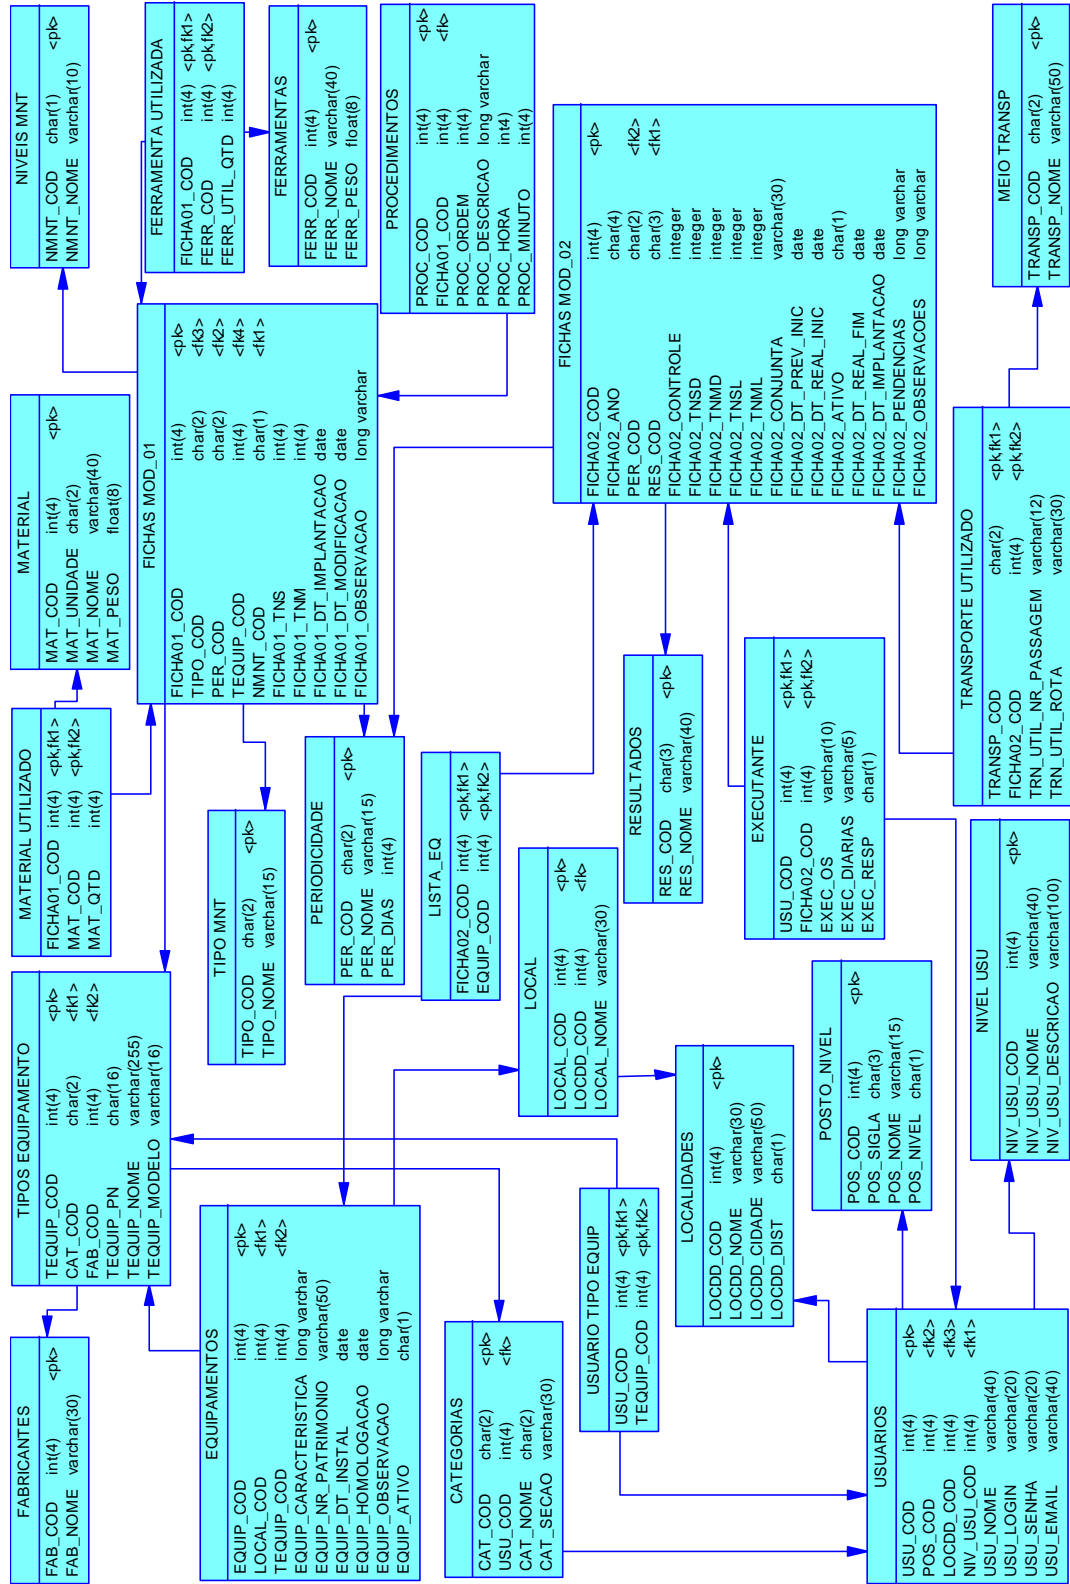 FABRICANTES
FAB_COD int(4) <pk>
FAB_NOME varchar(30)
TIPOS EQUIPAMENTO
TEQUIP_COD int(4) <pk>
CAT_COD char(2) <fk1>
FAB_COD int(4) <fk2>
TEQUIP_PN char(16)
TEQUIP_NOME varchar(255)
TEQUIP_MODELO varchar(16)
MATERIAL UTILIZADO
FICHA01_COD int(4) <pk,fk1>
MAT_COD int(4) <pk,fk2>
MAT_QTD int(4)
MATERIAL
MAT_COD int(4) <pk>
MAT_UNIDADE char(2)
MAT_NOME varchar(40)
MAT_PESO float(8)
NIVEIS MNT
NMNT_COD char(1) <pk>
NMNT_NOME varchar(10)
FICHAS MOD_01
FICHA01_COD int(4) <pk>
TIPO_COD char(2) <fk3>
PER_COD char(2) <fk2>
TEQUIP_COD int(4) <fk4>
NMNT_COD char(1) <fk1>
FICHA01_TNS int(4)
FICHA01_TNM int(4)
FICHA01_DT_IMPLANTACAO date
FICHA01_DT_MODIFICACAO date
FICHA01_OBSERVACAO long varchar
FERRAMENTA UTILIZADA
FICHA01_COD int(4) <pk,fk1>
FERR_COD int(4) <pk,fk2>
FERR_UTIL_QTD int(4)
FERRAMENTAS
FERR_COD int(4) <pk>
FERR_NOME varchar(40)
FERR_PESO float(8)
EQUIPAMENTOS
EQUIP_COD int(4) <pk>
LOCAL_COD int(4) <fk1>
TEQUIP_COD int(4) <fk2>
EQUIP_CARACTERISTICA long varchar
EQUIP_NR_PATRIMONIO varchar(50)
EQUIP_DT_INSTAL date
EQUIP_HOMOLOGACAO date
EQUIP_OBSERVACAO long varchar
EQUIP_ATIVO char(1)
TIPO MNT
TIPO_COD char(2) <pk>
TIPO_NOME varchar(15)
PERIODICIDADE
PER_COD char(2) <pk>
PER_NOME varchar(15)
PER_DIAS int(4)
PROCEDIMENTOS
PROC_COD int(4) <pk>
FICHA01_COD int(4) <fk>
PROC_ORDEM int(4)
PROC_DESCRICAO long varchar
PROC_HORA int4)
PROC_MINUTO int(4)
LISTA_EQ
FICHA02_COD int(4) <pk,fk1>
EQUIP_COD int(4) <pk,fk2>
CATEGORIAS
CAT_COD char(2) <pk>
USU_COD int(4) <fk>
CAT_NOME char(2)
CAT_SECAO varchar(30)
LOCAL
LOCAL_COD int(4) <pk>
LOCDD_COD int(4) <fk>
LOCAL_NOME varchar(30)
FICHAS MOD_02
FICHA02_COD int(4) <pk>
FICHA02_ANO char(4)
PER_COD char(2) <fk2>
RES_COD char(3) <fk1>
FICHA02_CONTROLE integer
FICHA02_TNSD integer
FICHA02_TNMD integer
FICHA02_TNSL integer
FICHA02_TNML integer
FICHA02_CONJUNTA varchar(30)
FICHA02_DT_PREV_INIC date
FICHA02_DT_REAL_INIC date
FICHA02_ATIVO char(1)
FICHA02_DT_REAL_FIM date
FICHA02_DT_IMPLANTACAO date
FICHA02_PENDENCIAS long varchar
FICHA02_OBSERVACOES long varchar
USUARIO TIPO EQUIP
USU_COD int(4) <pk,fk1>
TEQUIP_COD int(4) <pk,fk2>
RESULTADOS
RES_COD char(3) <pk>
RES_NOME varchar(40)
LOCALIDADES
LOCDD_COD int(4) <pk>
LOCDD_NOME varchar(30)
LOCDD_CIDADE varchar(50)
LOCDD_DIST char(1)
EXECUTANTE
USU_COD int(4) <pk,fk1>
FICHA02_COD int(4) <pk,fk2>
EXEC_OS varchar(10)
EXEC_DIARIAS varchar(5)
EXEC_RESP char(1)
POSTO_NIVEL
POS_COD int(4) <pk>
POS_SIGLA char(3)
POS_NOME varchar(15)
POS_NIVEL char(1)
USUARIOS
USU_COD int(4) <pk>
POS_COD int(4) <fk2>
LOCDD_COD int(4) <fk3>
NIV_USU_COD int(4) <fk1>
USU_NOME varchar(40)
USU_LOGIN varchar(20)
USU_SENHA varchar(20)
USU_EMAIL varchar(40)
NIVEL USU
NIV_USU_COD int(4) <pk>
NIV_USU_NOME varchar(40)
NIV_USU_DESCRICAO varchar(100)
TRANSPORTE UTILIZADO
TRANSP_COD char(2) <pk,fk1>
FICHA02_COD int(4) <pk,fk2>
TRN_UTIL_NR_PASSAGEM varchar(12)
TRN_UTIL_ROTA varchar(30)
MEIO TRANSP
TRANSP_COD char(2) <pk>
TRANSP_NOME varchar(50)